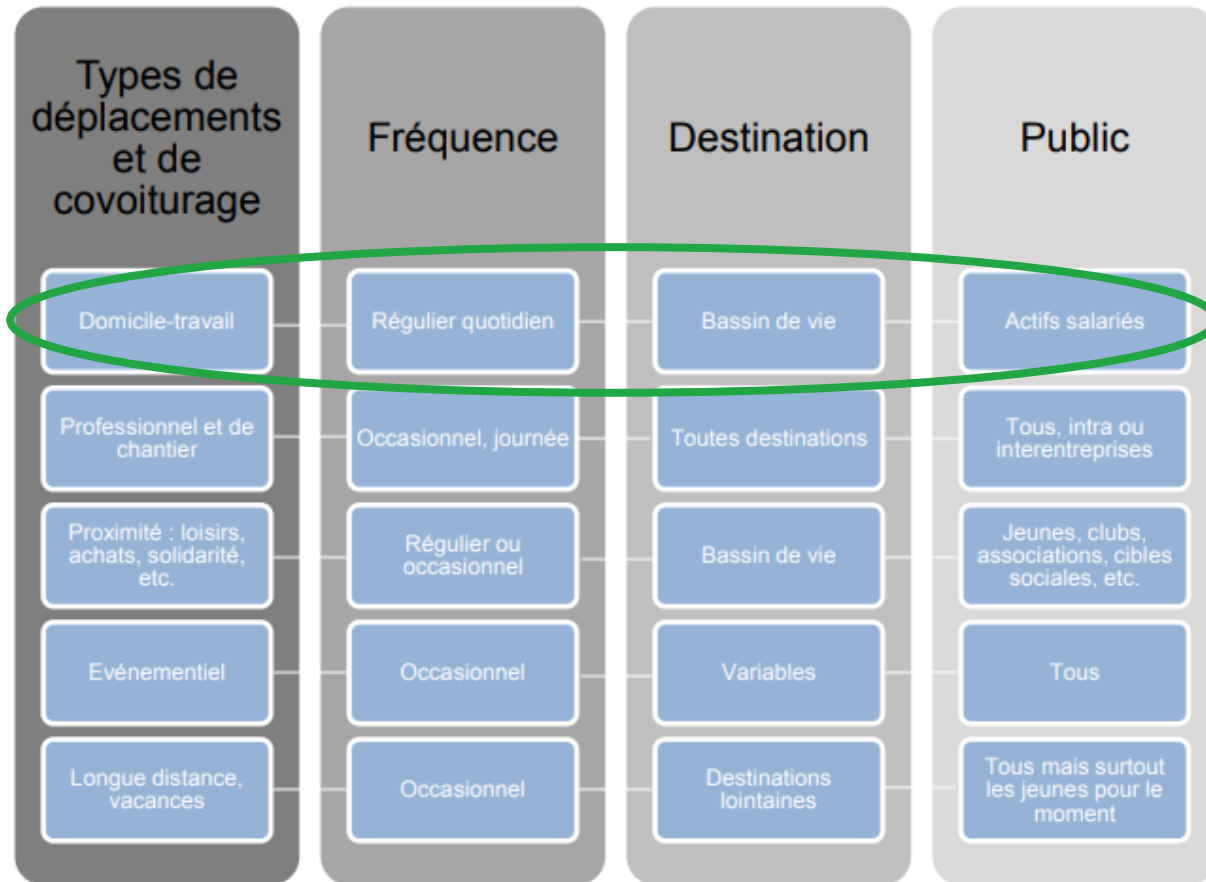 Types de
déplacements
et de
covoiturage
Fréquence
Destination
Public
Domicile-travail
Régulier quotidien
Bassin de vie
Actifs salariés
Professionnel et de
chantier
Occasionnel, journée
Toutes destinations
Tous, intra ou
interentreprises
Proximité : loisirs,
achats, solidarité,
etc.
Régulier ou
occasionnel
Bassin de vie
Jeunes, clubs,
associations, cibles
sociales, etc.
Evénementiel
Occasionnel
Variables
Tous
Longue distance,
vacances
Occasionnel
Destinations
lointaines
Tous mais surtout
les jeunes pour le
moment